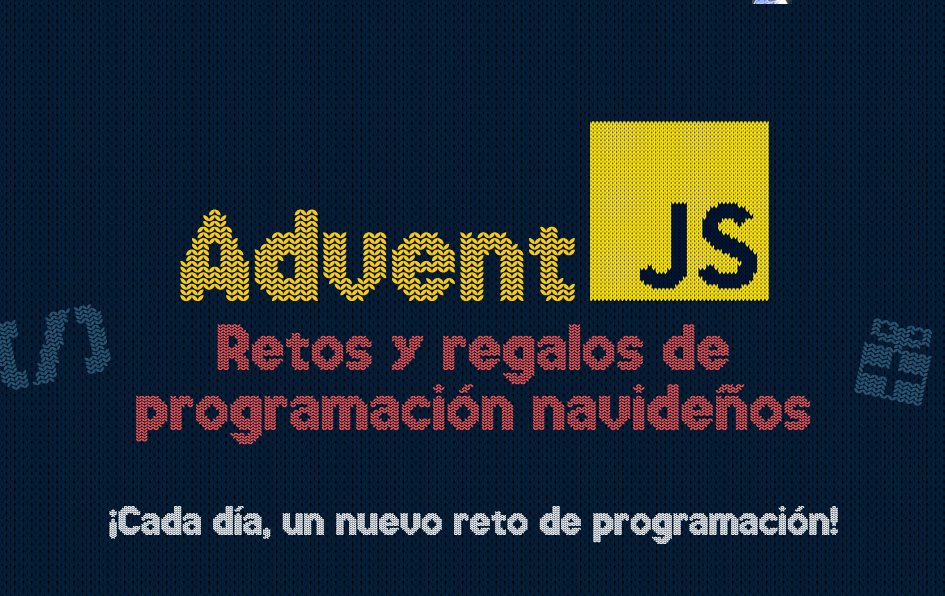 Advent JS
Retos y regalos de
programación navideños
¡Cada día, un nuevo reto de programación!